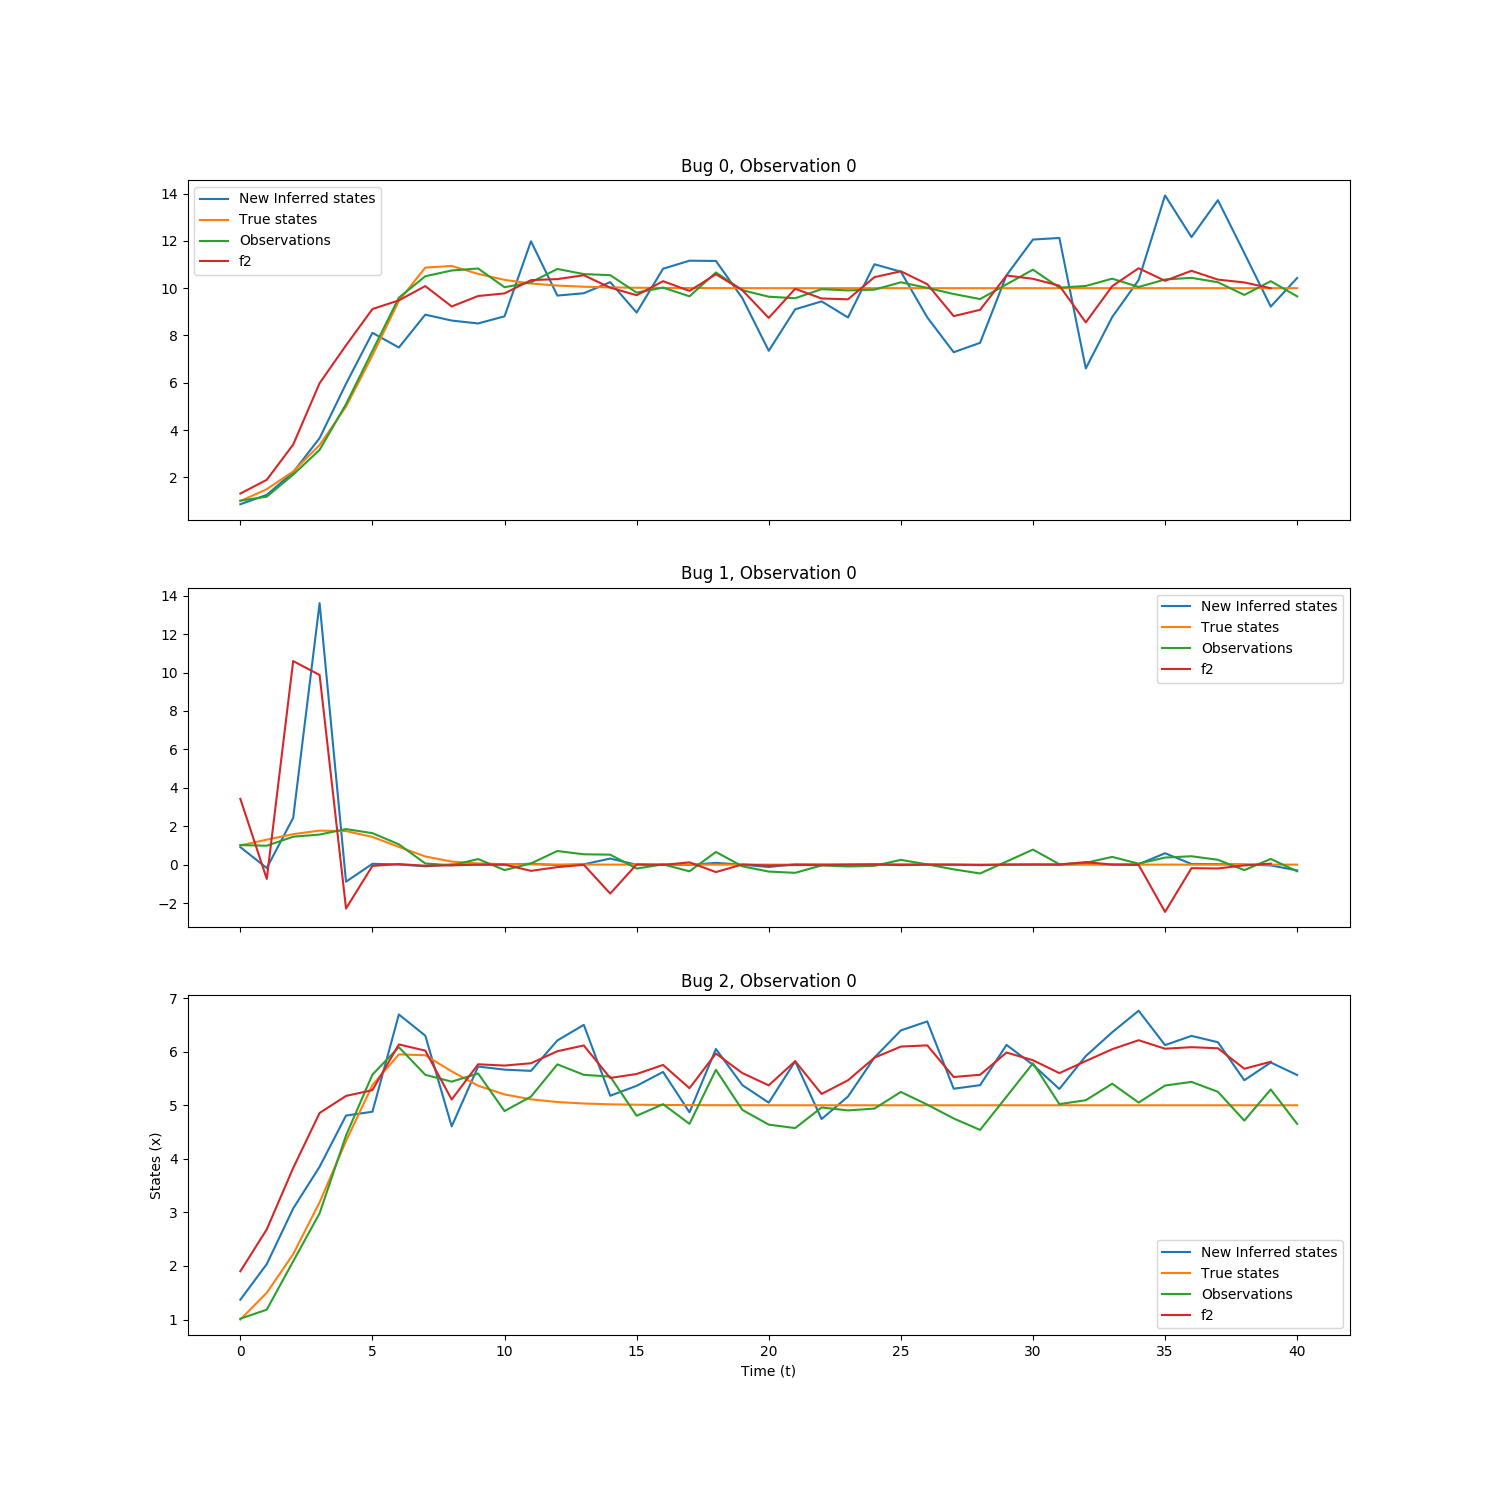 Bug 0, Observation 0
14
12
10
8
6
4
2
New Inferred states
True states
Observations
f2
Bug 1, Observation 0
14
12
10
8
6
4
2
0
−2
New Inferred states
True states
Observations
f2
Bug 2, Observation 0
7
6
5
4
3
2
1
States (x)
New Inferred states
True states
Observations
f2
0 5 10 15 20 25 30 35 40
Time (t)